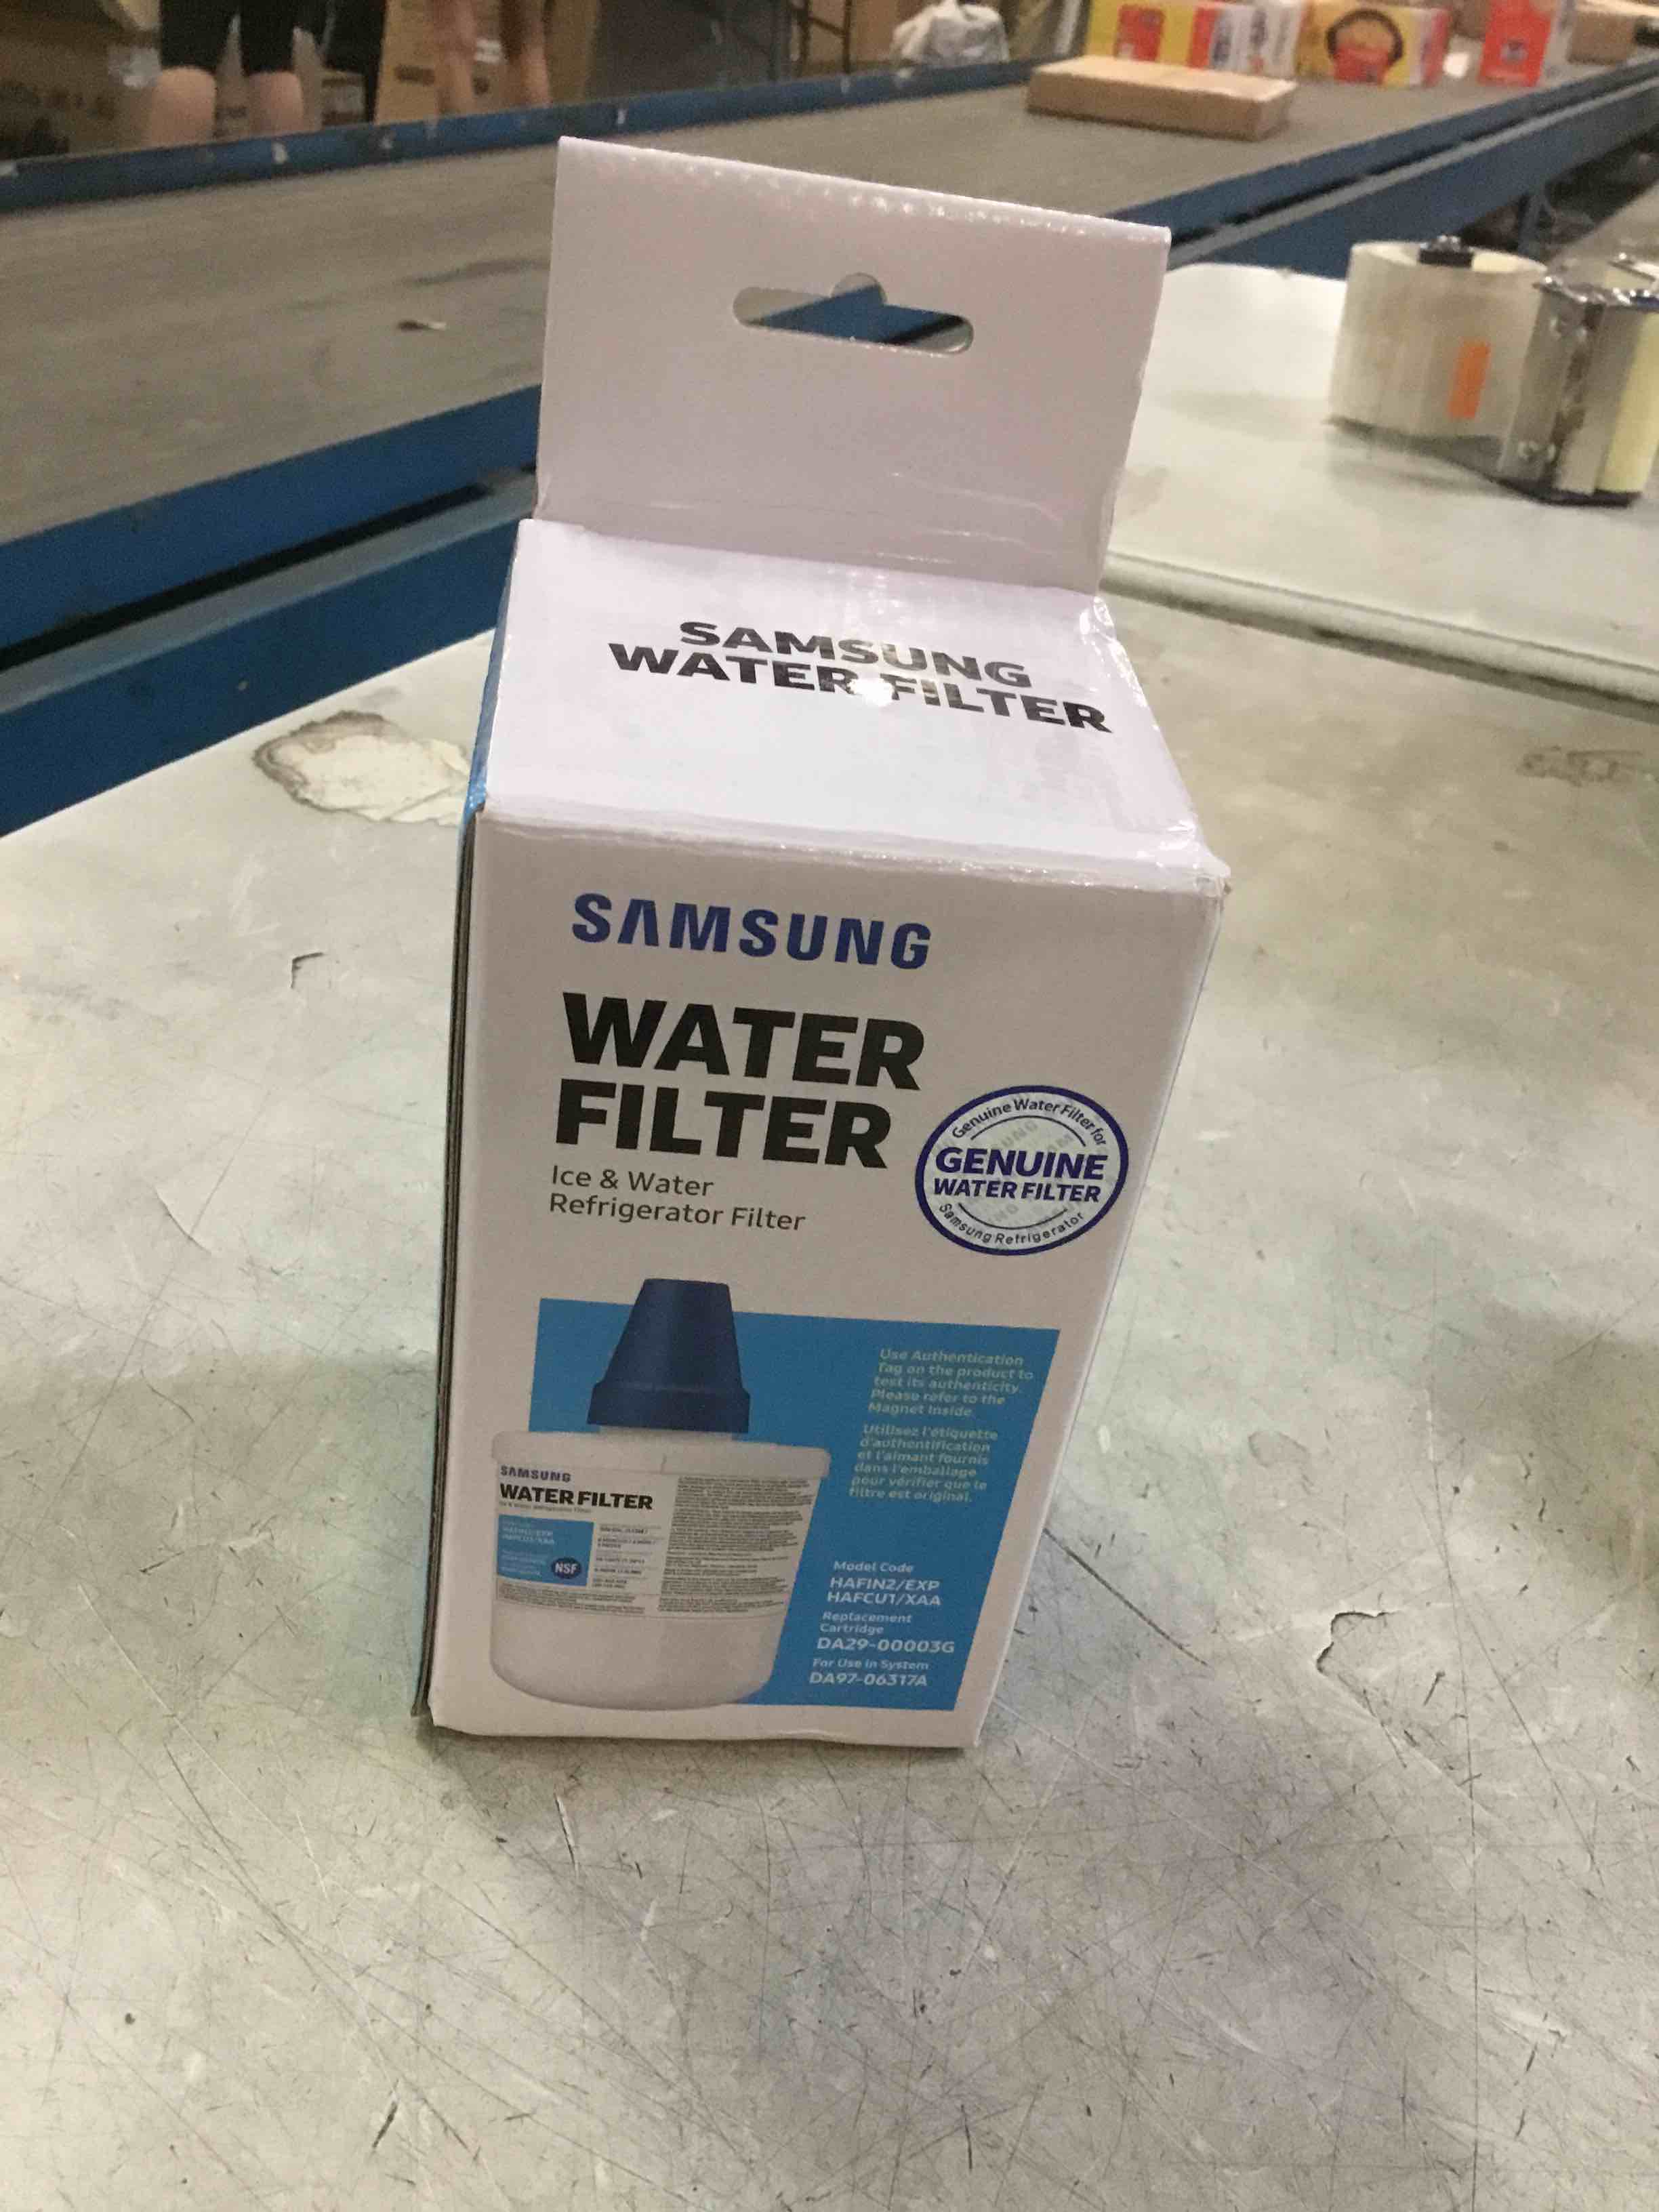 SAMSUNG
WATER FILTER
SAMSUNG
WATER
FILTER
Ice & Water
Refrigerator Filter
Genuine Water Filter for
GENUINE
WATER FILTER
Samsung Refrigerator
Use Authentication
Tag on the product to
test its authenticity.
Please refer to the
Magnet Inside.
Utilisez l'étiquette
d'authentification
et l'aimant fournis
dans l'emballage
pour vérifier que le
filtre est original.
SAMSUNG
WATER FILTER
NSF
Model Code
HAFIN2/EXP
HAFCU1/XAA
Replacement
Cartridge
DA29-00003G
For Use in System
DA97-06317A